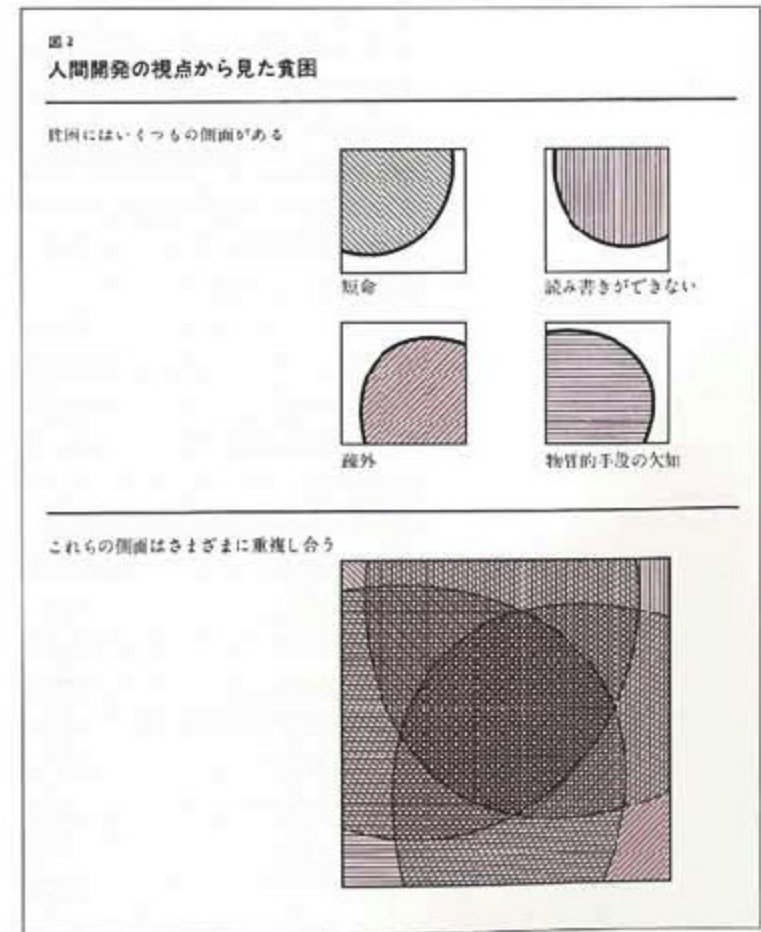 図2
人間開発の視点から見た貧困
貧困にはいくつもの側面がある
短命
読み書きができない
疎外
物質的手段の欠如
これらの側面はさまざまに重複し合う